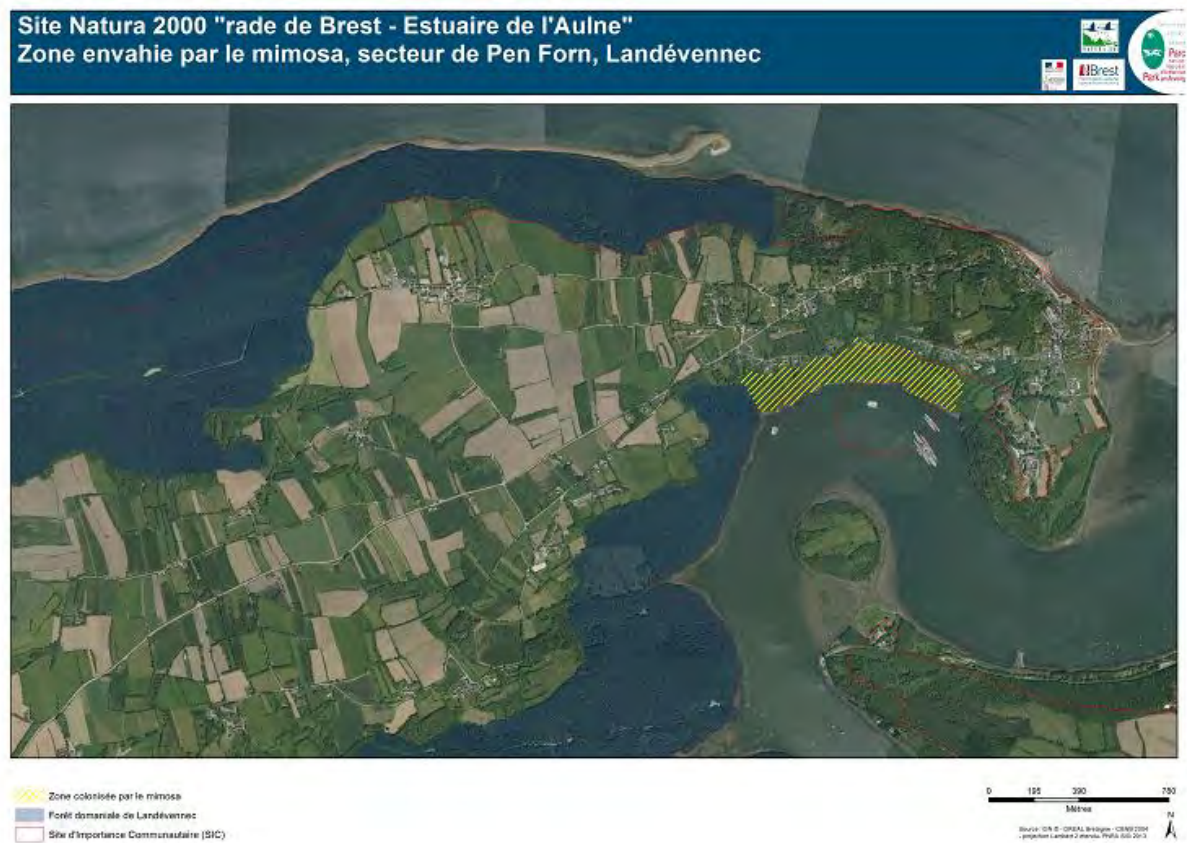 Site Natura 2000 "rade de Brest - Estuaire de l'Aulne"
Zone envahie par le mimosa, secteur de Pen Forn, Landévennec
Brest
Parc
Zone colonisée par le mimosa
Forêt domaniale de Landévennec
Site d'Importance Communautaire (SIC)
0 195 390 780
Mètres
N